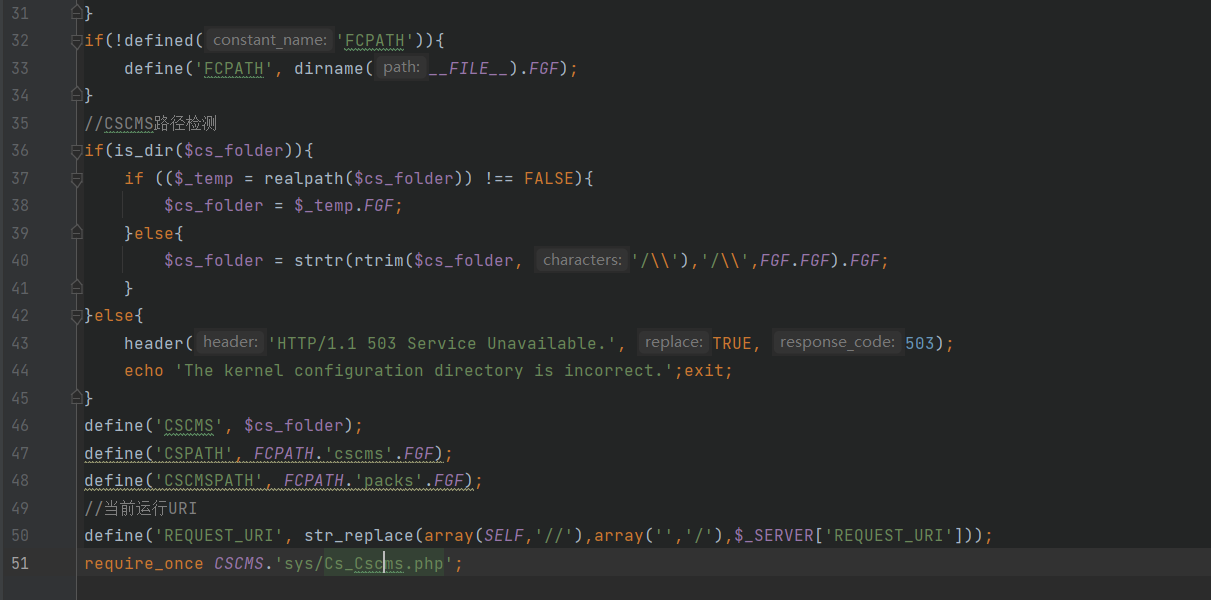 31 }
32 if(!defined( constant_name: 'FCPATH')){
33     define('FCPATH', dirname( path: __FILE__).FGF);
34 }
35 //CSCMS路径检测
36 if(is_dir($cs_folder)){
37     if (($_temp = realpath($cs_folder)) !== FALSE){
38         $cs_folder = $_temp.FGF;
39     }else{
40         $cs_folder = strtr(rtrim($cs_folder, characters: '/\\'),'/\\',FGF.FGF).FGF;
41     }
42 }else{
43     header( header: 'HTTP/1.1 503 Service Unavailable.', replace: TRUE, response_code: 503);
44     echo 'The kernel configuration directory is incorrect.';exit;
45 }
46 define('CSCMS', $cs_folder);
47 define('CSPATH', FCPATH.'cscms'.FGF);
48 define('CSCMSPATH', FCPATH.'packs'.FGF);
49 //当前运行URI
50 define('REQUEST_URI', str_replace(array(SELF,'//'),array('','/'),$_SERVER['REQUEST_URI']));
51 require_once CSCMS.'sys/Cs_Cscms.php';